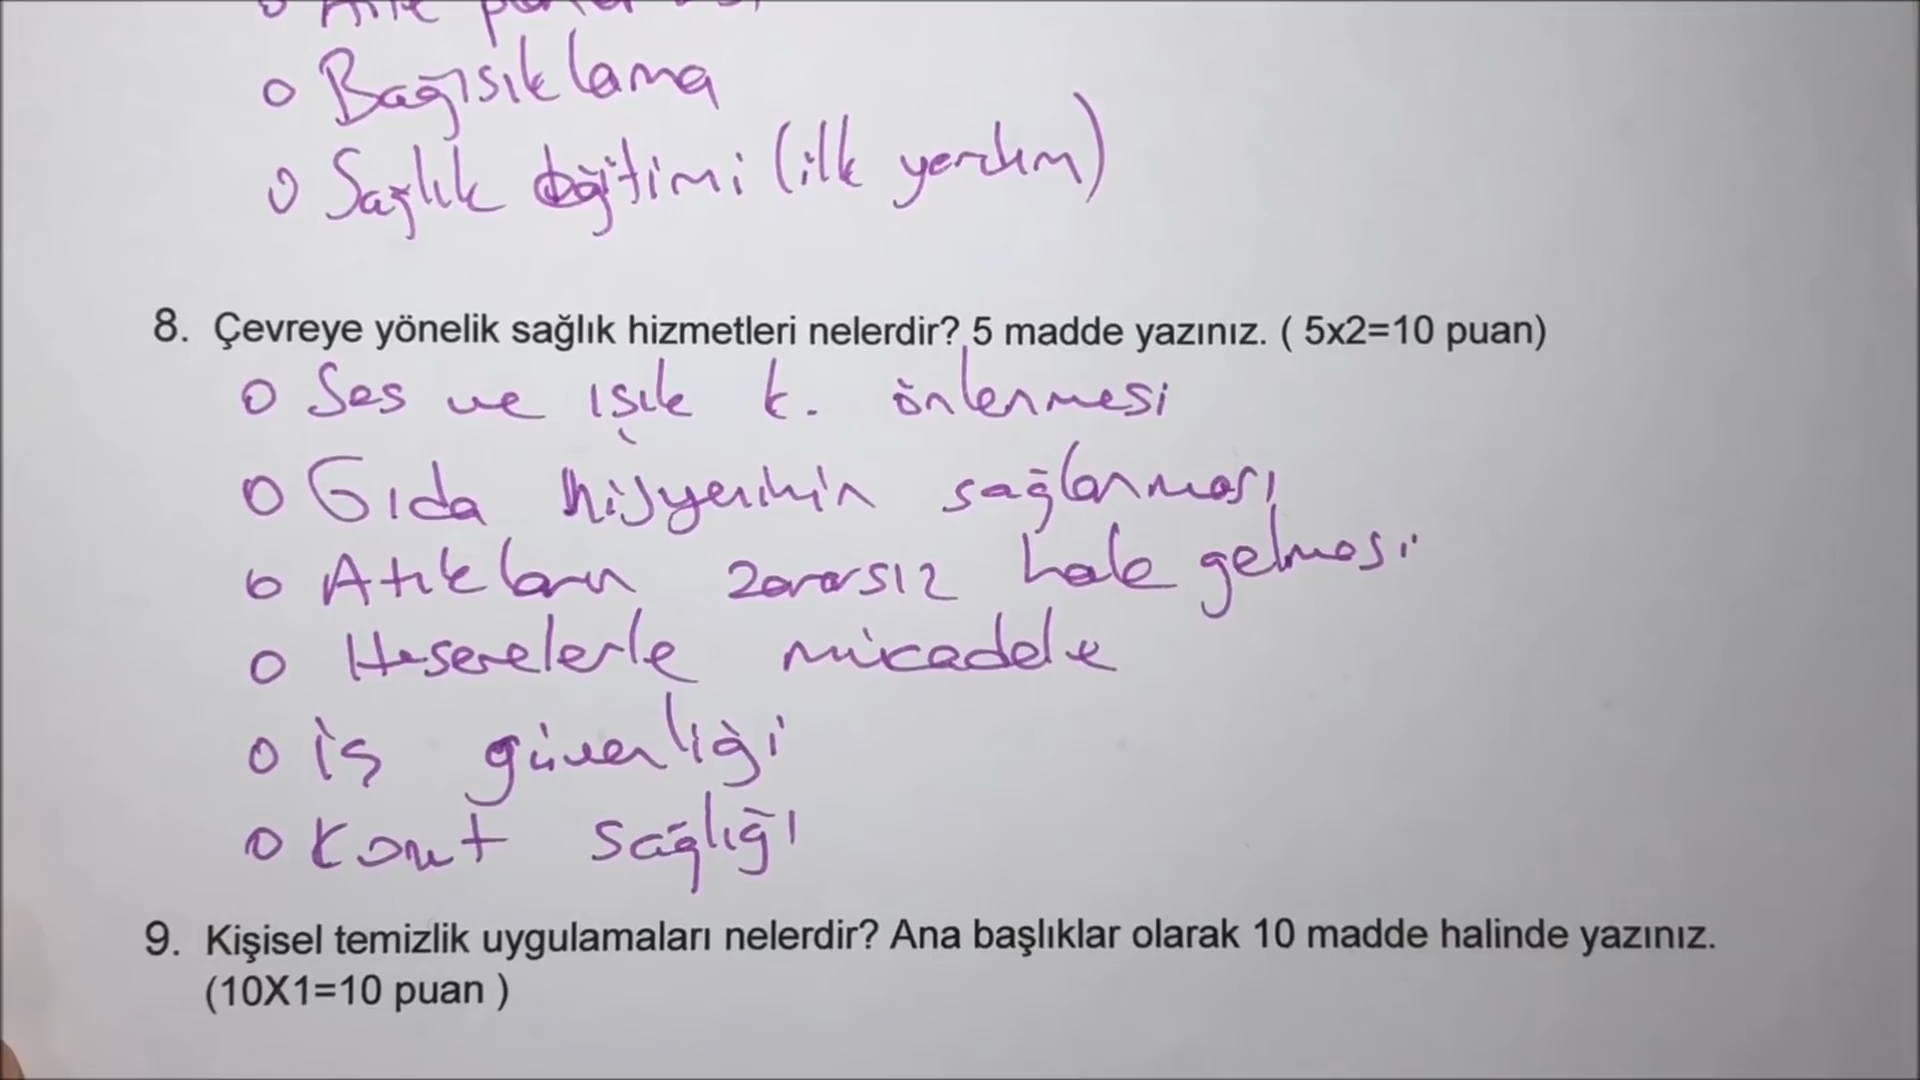 o Aile
o Bağışıklama
o Sağlık eğitimi (ilk yardım)
8. Çevreye yönelik sağlık hizmetleri nelerdir? 5 madde yazınız. ( 5x2=10 puan)
o Ses ve ışık k. önlenmesi
o Gıda hijyeninin sağlanması
o Atıkların zararsız hale gelmesi
o Haşerelerle mücadele
o İş güvenliği
o Konut sağlığı
9. Kişisel temizlik uygulamaları nelerdir? Ana başlıklar olarak 10 madde halinde yazınız.
(10X1=10 puan )